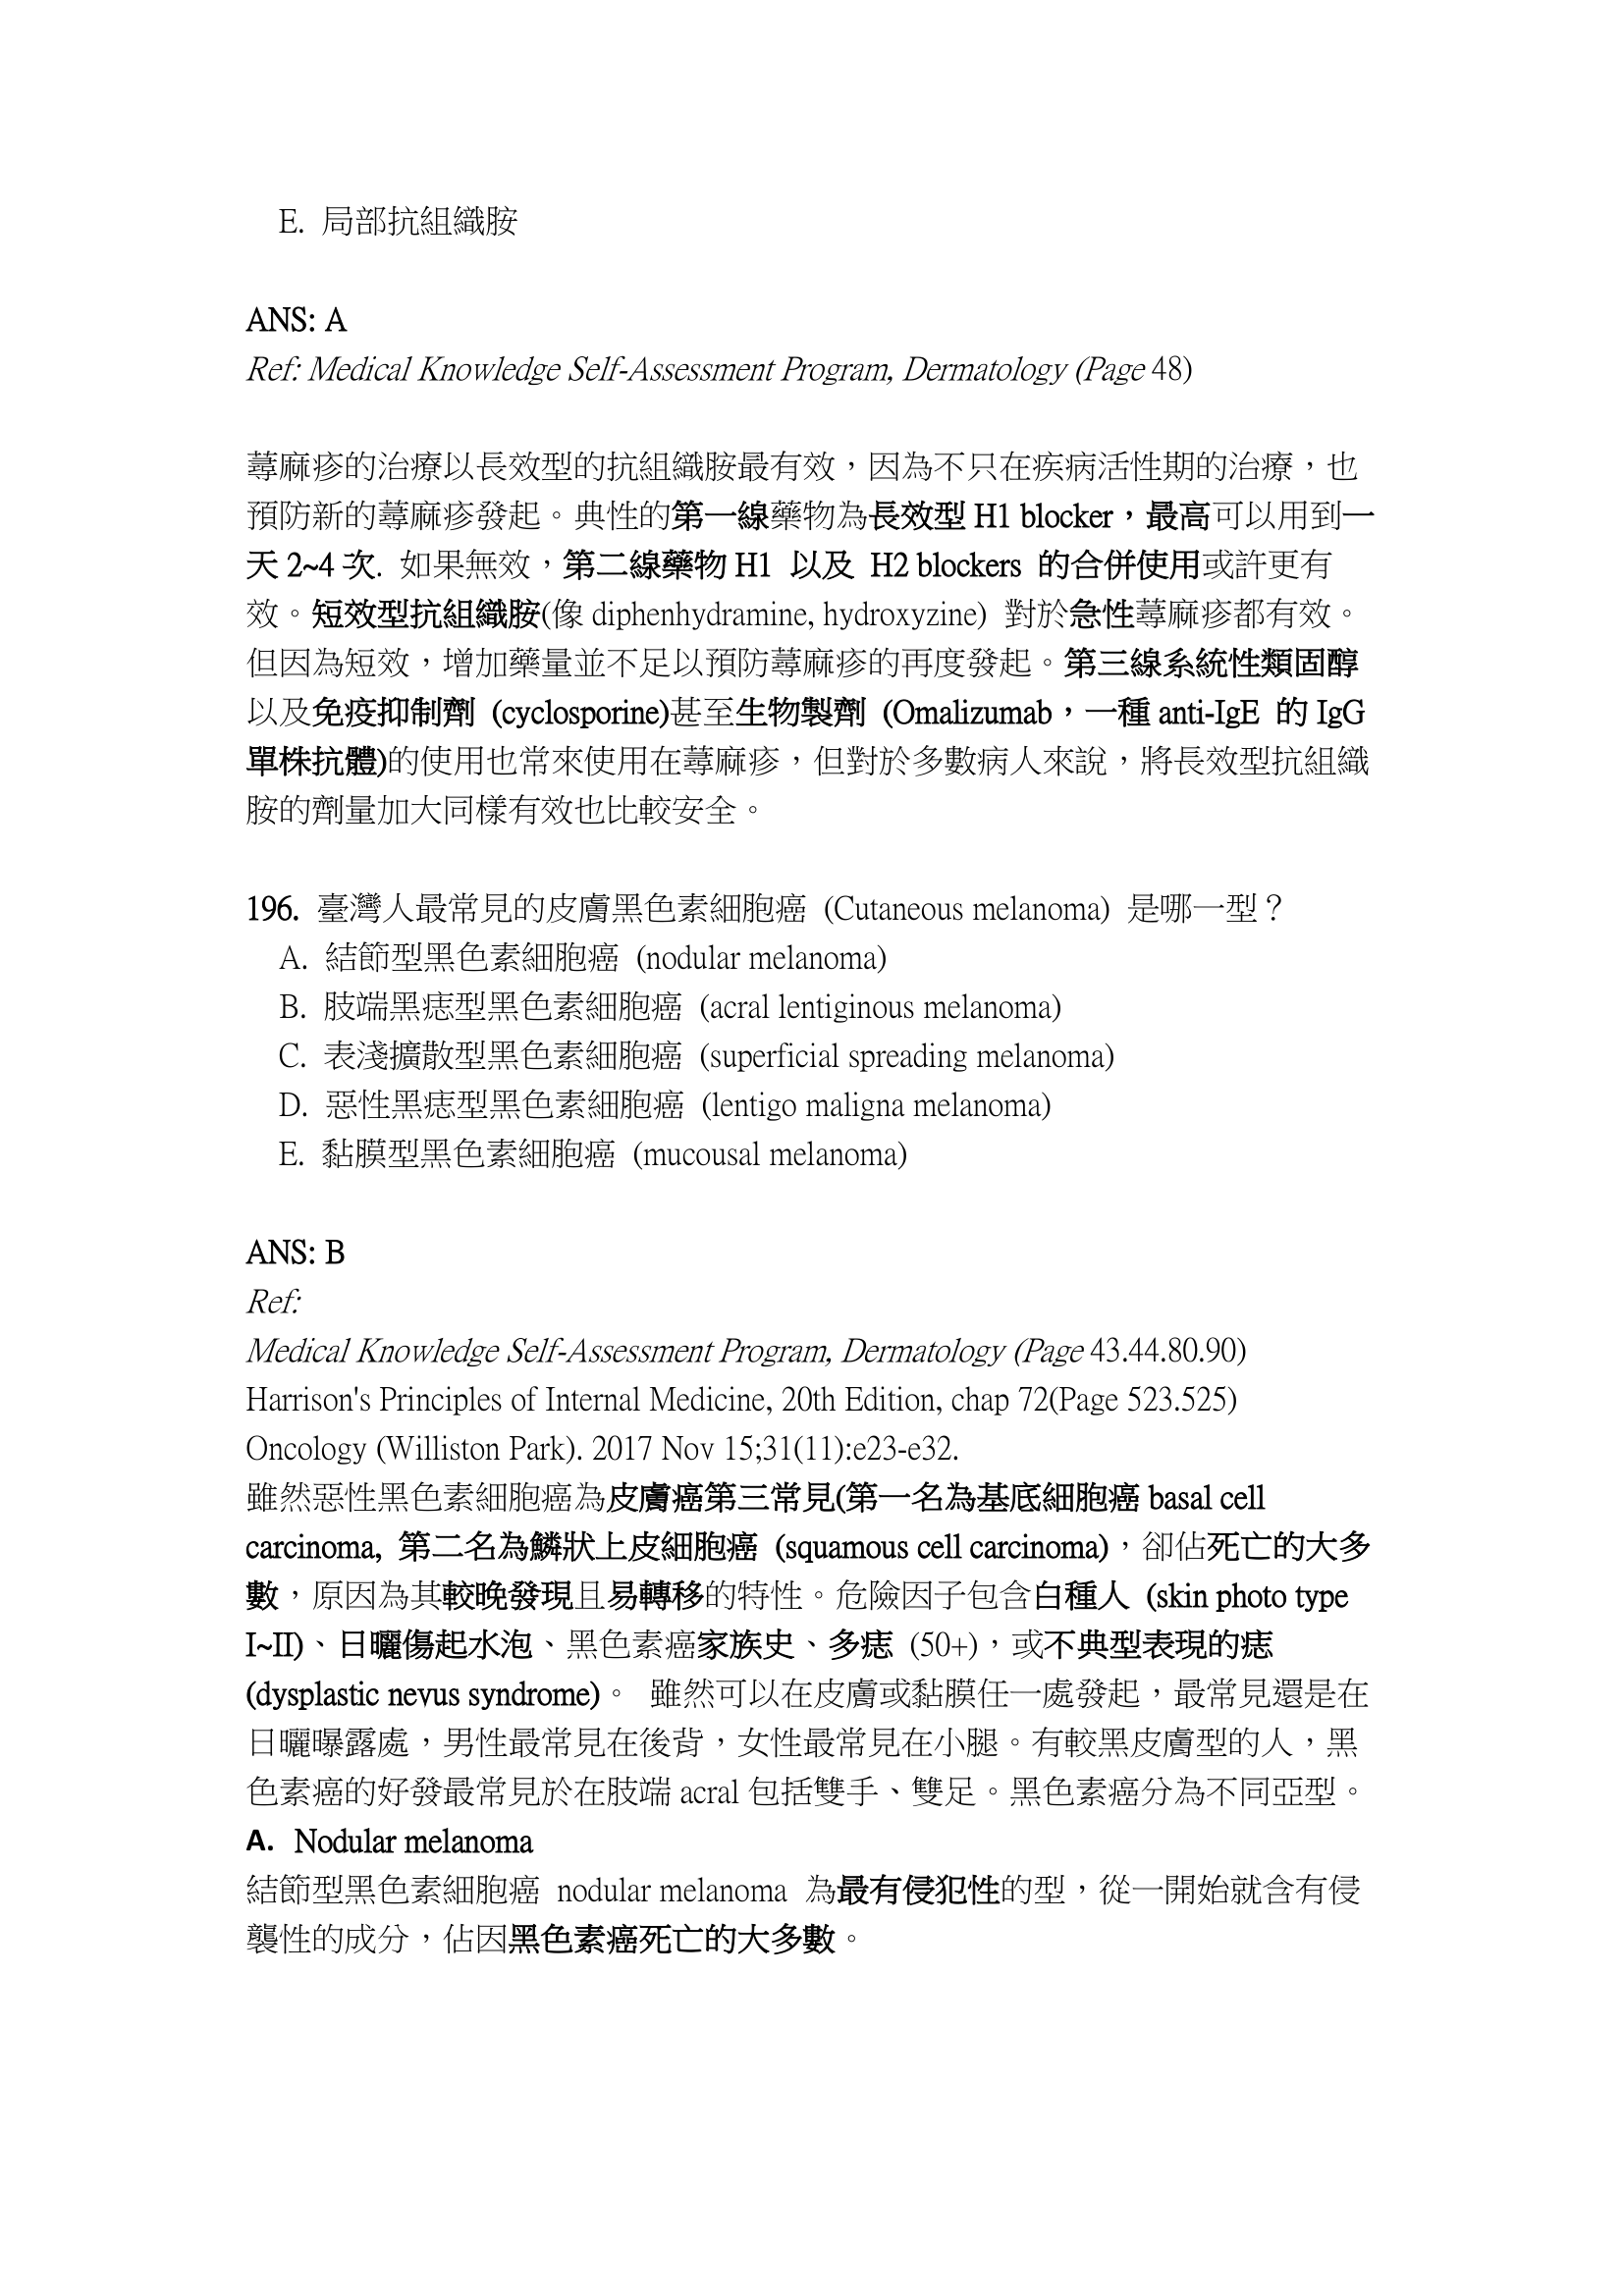 E. 局部抗組織胺
ANS: A
Ref: Medical Knowledge Self-Assessment Program, Dermatology (Page 48)
蕁麻疹的治療以長效型的抗組織胺最有效，因為不只在疾病活性期的治療，也
預防新的蕁麻疹發起。典性的第一線藥物為長效型 H1 blocker，最高可以用到一
天 2~4 次. 如果無效，第二線藥物 H1 以及 H2 blockers 的合併使用或許更有
效。短效型抗組織胺(像 diphenhydramine, hydroxyzine) 對於急性蕁麻疹都有效。
但因為短效，增加藥量並不足以預防蕁麻疹的再度發起。第三線系統性類固醇
以及免疫抑制劑 (cyclosporine)甚至生物製劑 (Omalizumab，一種 anti-IgE 的 IgG
單株抗體)的使用也常來使用在蕁麻疹，但對於多數病人來說，將長效型抗組織
胺的劑量加大同樣有效也比較安全。
196. 臺灣人最常見的皮膚黑色素細胞癌 (Cutaneous melanoma) 是哪一型？
A. 結節型黑色素細胞癌 (nodular melanoma)
B. 肢端黑痣型黑色素細胞癌 (acral lentiginous melanoma)
C. 表淺擴散型黑色素細胞癌 (superficial spreading melanoma)
D. 惡性黑痣型黑色素細胞癌 (lentigo maligna melanoma)
E. 黏膜型黑色素細胞癌 (mucousal melanoma)
ANS: B
Ref:
Medical Knowledge Self-Assessment Program, Dermatology (Page 43.44.80.90)
Harrison's Principles of Internal Medicine, 20th Edition, chap 72(Page 523.525)
Oncology (Williston Park). 2017 Nov 15;31(11):e23-e32.
雖然惡性黑色素細胞癌為皮膚癌第三常見(第一名為基底細胞癌 basal cell
carcinoma, 第二名為鱗狀上皮細胞癌 (squamous cell carcinoma)，卻佔死亡的大多
數，原因為其較晚發現且易轉移的特性。危險因子包含白種人 (skin photo type
I~II)、日曬傷起水泡、黑色素癌家族史、多痣 (50+)，或不典型表現的痣
(dysplastic nevus syndrome)。 雖然可以在皮膚或黏膜任一處發起，最常見還是在
日曬曝露處，男性最常見在後背，女性最常見在小腿。有較黑皮膚型的人，黑
色素癌的好發最常見於在肢端 acral 包括雙手、雙足。黑色素癌分為不同亞型。
A. Nodular melanoma
結節型黑色素細胞癌 nodular melanoma 為最有侵犯性的型，從一開始就含有侵
襲性的成分，佔因黑色素癌死亡的大多數。